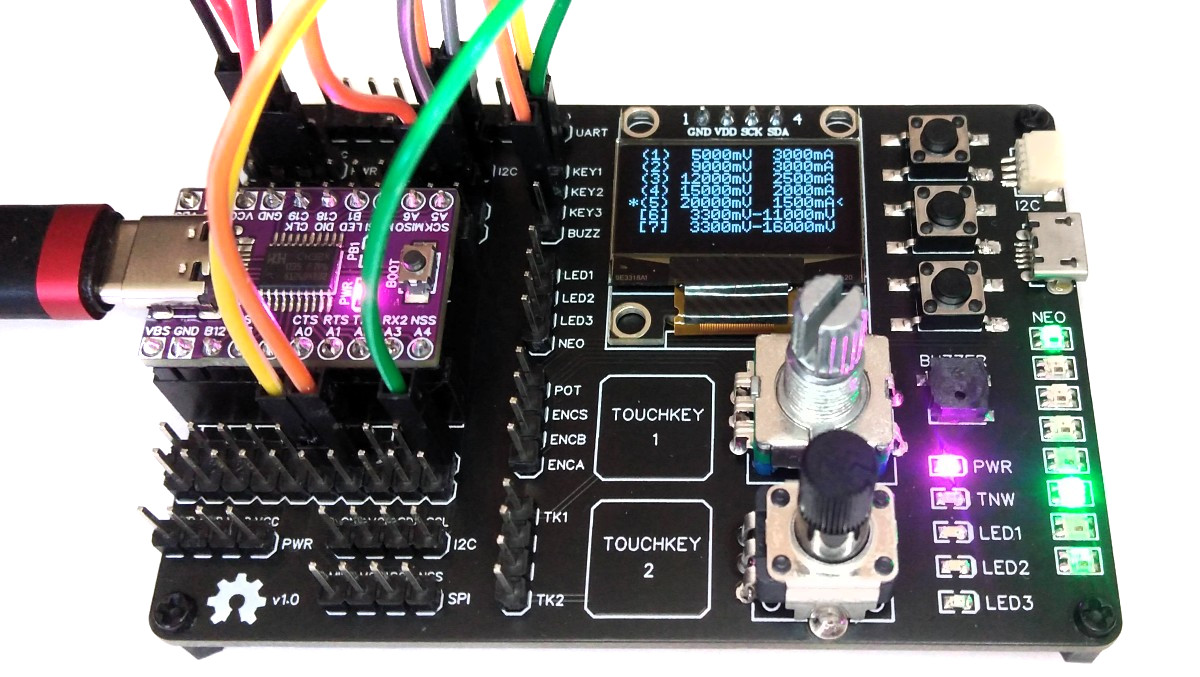 UART
I2C
KEY1
KEY2
KEY3
BUZZ
LED1
LED2
LED3
NEO
POT
ENCS
ENCB
ENCA
TK1
TK2
1 GND VDD SCK SDA 4
(1) 5000mV 3000mA
(2) 9000mV 3000mA
(3) 12000mV 2500mA
(4) 15000mV 2000mA
*(5) 20000mV 1500mA<
[6] 3300mV-11000mV
[7] 3300mV-16000mV
I2C
NEO
BUZZER
PWR
TNW
LED1
LED2
LED3
TOUCHKEY
1
TOUCHKEY
2
GND C19 C18 B1 A6 A5
CLK DIO LED MISO SCK
PB1
PWR
BOOT
CTS RTS RX2 NSS
VBS GND B12 A0 A1 A3 A4
VCC
PWR
I2C
SPI
v1.0